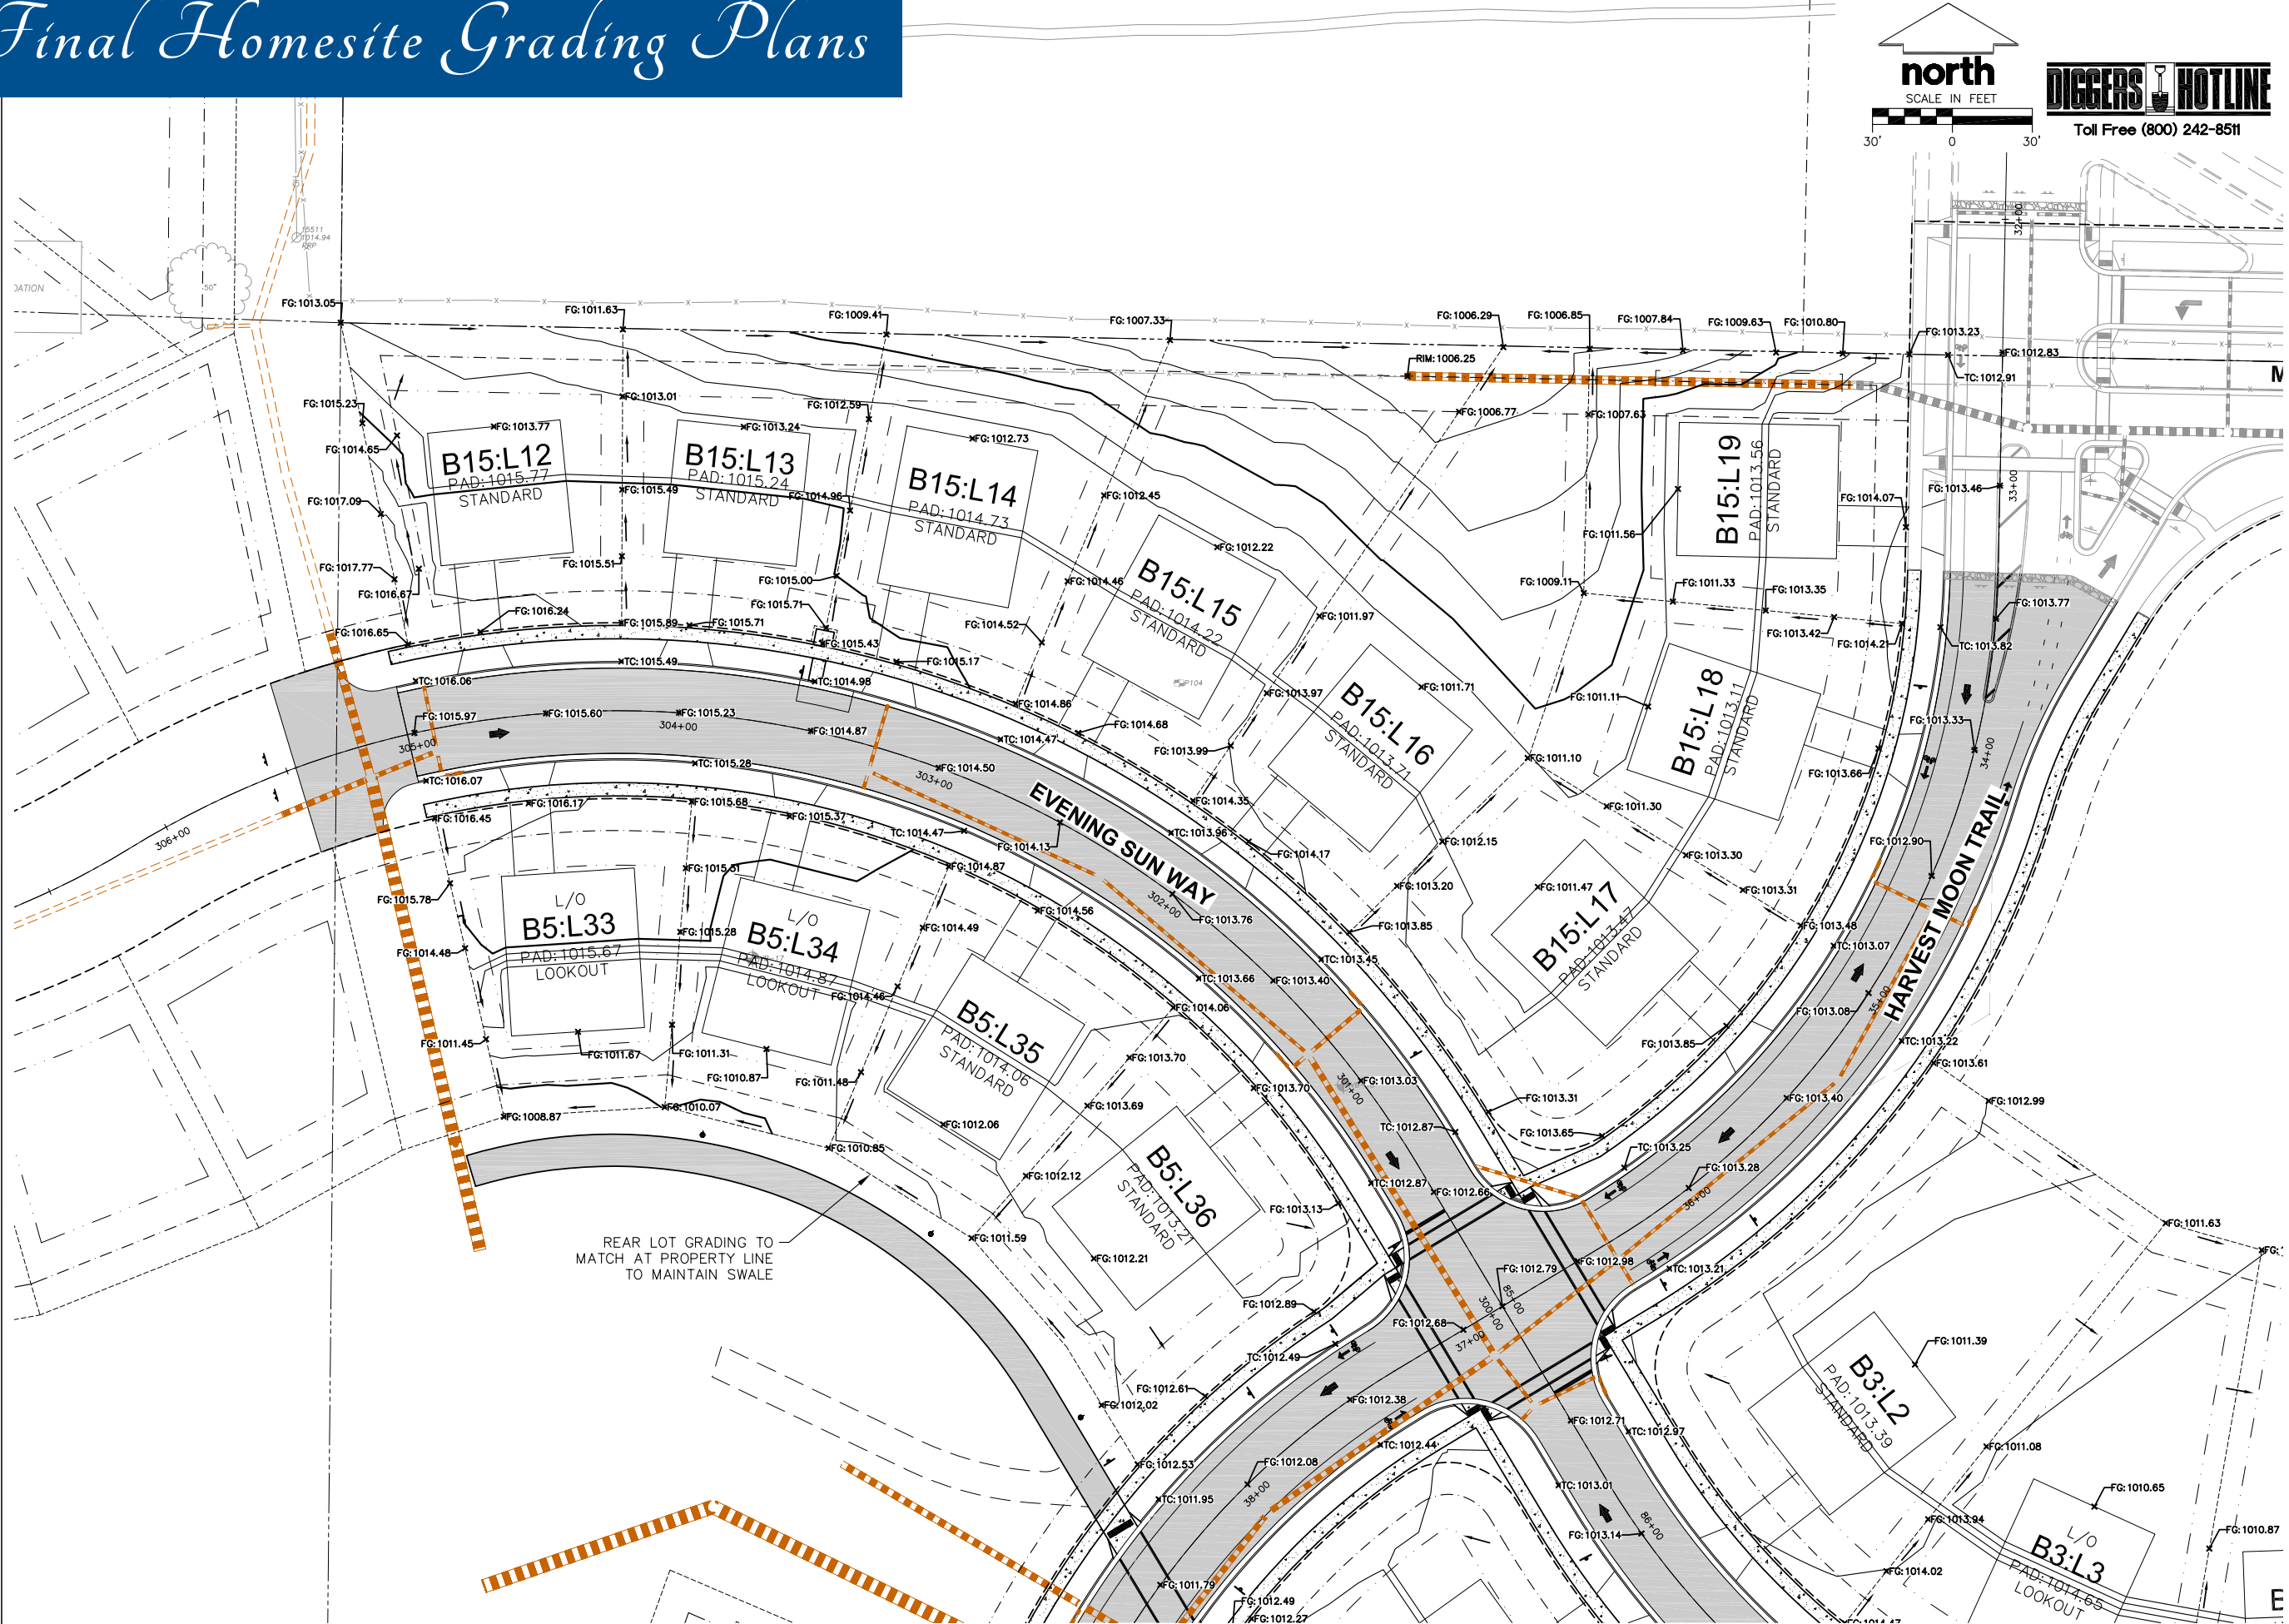 Final Homesite Grading Plans
north
SCALE IN FEET
30'
0
30'
DIGGERS HOTLINE
Toll Free (800) 242-8511
32+00
15511
1014.94
50"
FG:1013.05
FG:1011.63
FG:1009.41
FG:1007.33
FG:1006.29
FG:1006.85
FG:1007.84
FG:1009.63
FG:1010.80
FG:1013.23
FG:1012.83
TC:1012.91
RIM:1006.25
M
FG:1015.23
FG:1013.01
FG:1012.59
FG:1006.77
FG:1007.63
FG:1013.77
FG:1013.24
FG:1012.73
FG:1014.65
B15:L12
PAD:1015.77
STANDARD
B15:L13
PAD:1015.24
STANDARD
B15:L14
PAD:1014.73
STANDARD
B15:L19
PAD:1013.56
STANDARD
FG:1015.49
FG:1014.96
FG:1012.45
FG:1014.07
FG:1013.46
33+00
FG:1017.09
FG:1011.56
FG:1012.22
FG:1015.51
FG:1017.77
FG:1016.67
FG:1015.00
FG:1014.46
B15:L15
PAD:1014.22
STANDARD
FG:1009.11
FG:1011.33
FG:1013.35
FG:1013.77
FG:1016.24
FG:1015.71
FG:1015.89
FG:1015.71
FG:1014.52
FG:1011.97
FG:1016.65
FG:1015.43
FG:1013.42
FG:1014.21
TC:1013.82
TC:1015.49
FG:1015.17
TC:1016.06
TC:1014.98
P104
FG:1013.97
FG:1011.71
FG:1011.11
B15:L18
PAD:1013.11
STANDARD
FG:1014.86
FG:1015.97
FG:1015.60
FG:1015.23
304+00
FG:1014.87
FG:1014.68
B15:L16
PAD:1013.71
STANDARD
FG:1013.33
305+00
TC:1014.47
FG:1013.99
34+00
TC:1015.28
FG:1014.50
303+00
FG:1011.10
FG:1013.66
TC:1016.07
FG:1016.17
FG:1015.68
EVENING SUN WAY
FG:1014.35
FG:1011.30
HARVEST MOON TRAIL
FG:1016.45
FG:1015.37
TC:1014.47
FG:1014.13
TC:1013.96
306+00
FG:1014.17
FG:1012.15
FG:1012.90
FG:1013.30
FG:1015.31
FG:1014.87
FG:1015.78
L/O
B5:L33
PAD:1015.67
LOOKOUT
L/O
B5:L34
PAD:1014.87
LOOKOUT
302+00
FG:1013.76
FG:1013.20
FG:1011.47
B15:L17
PAD:1013.47
STANDARD
FG:1013.31
FG:1014.56
FG:1015.28
FG:1014.49
FG:1013.85
FG:1013.48
TC:1013.07
FG:1014.48
TC:1013.45
TC:1013.66
FG:1013.40
FG:1014.46
FG:1014.06
35+00
FG:1013.08
B5:L35
PAD:1014.06
STANDARD
FG:1011.45
FG:1011.67
FG:1011.31
FG:1013.70
FG:1013.85
TC:1013.22
FG:1013.61
FG:1010.87
FG:1011.48
FG:1013.70
301+00
FG:1013.03
FG:1013.40
FG:1013.31
FG:1012.99
FG:1008.87
FG:1010.07
FG:1013.69
FG:1012.06
TC:1012.87
FG:1013.65
FG:1010.85
B5:L36
PAD:1013.21
STANDARD
TC:1013.25
FG:1012.12
TC:1012.87
FG:1012.66
FG:1013.28
36+00
FG:1013.13
FG:1011.63
REAR LOT GRADING TO
MATCH AT PROPERTY LINE
TO MAINTAIN SWALE
FG:1011.59
FG:1012.21
FG:
FG:1012.98
TC:1013.21
FG:1012.79
85+00
300+00
FG:1012.89
FG:1012.68
37+00
TC:1012.49
FG:1011.39
B3:L2
PAD:1013.39
STANDARD
FG:1012.61
FG:1012.02
FG:1012.38
FG:1012.71
TC:1012.97
TC:1012.44
FG:1011.08
FG:1012.53
FG:1012.08
38+00
TC:1011.95
TC:1013.01
FG:1010.65
FG:1013.94
FG:1013.14
86+00
FG:1010.87
L/O
B3:L3
PAD:1014.65
LOOKOUT
FG:1014.02
FG:1011.79
FG:1012.49
FG:1012.27
FG:1014.47